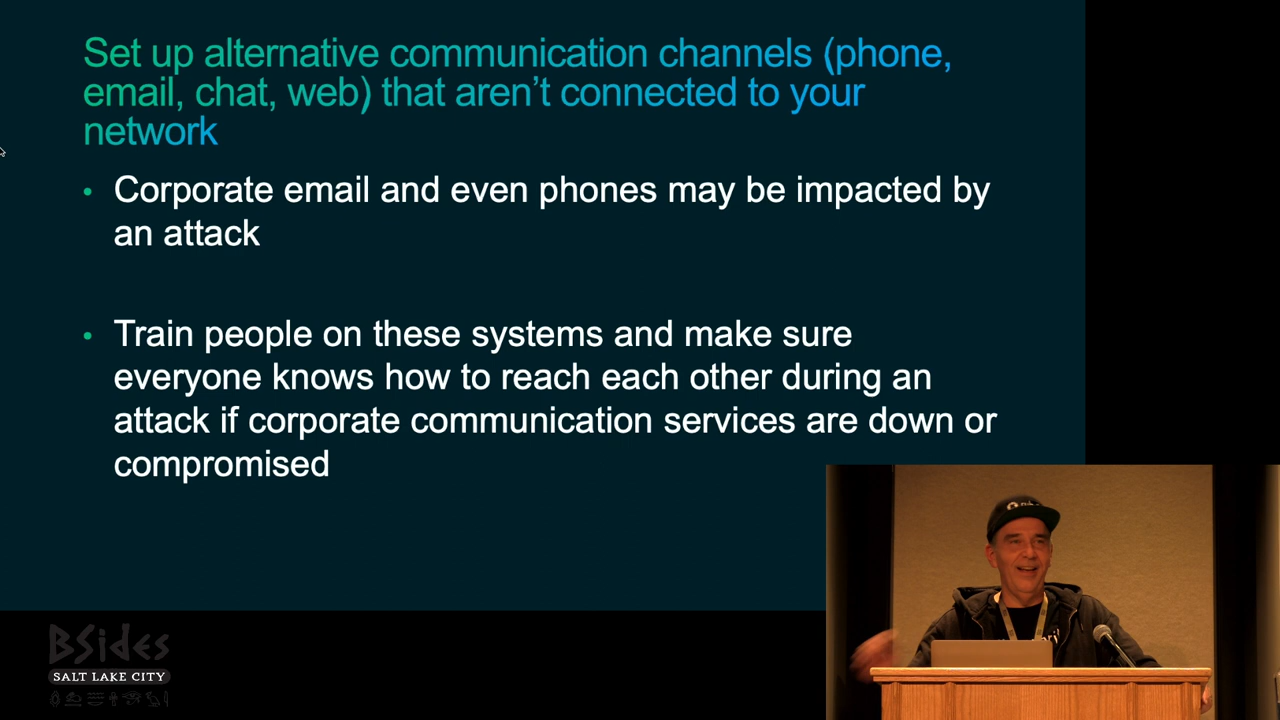 Set up alternative communication channels (phone,
email, chat, web) that aren’t connected to your
network
• Corporate email and even phones may be impacted by
an attack
• Train people on these systems and make sure
everyone knows how to reach each other during an
attack if corporate communication services are down or
compromised
BSides
SALT LAKE CITY